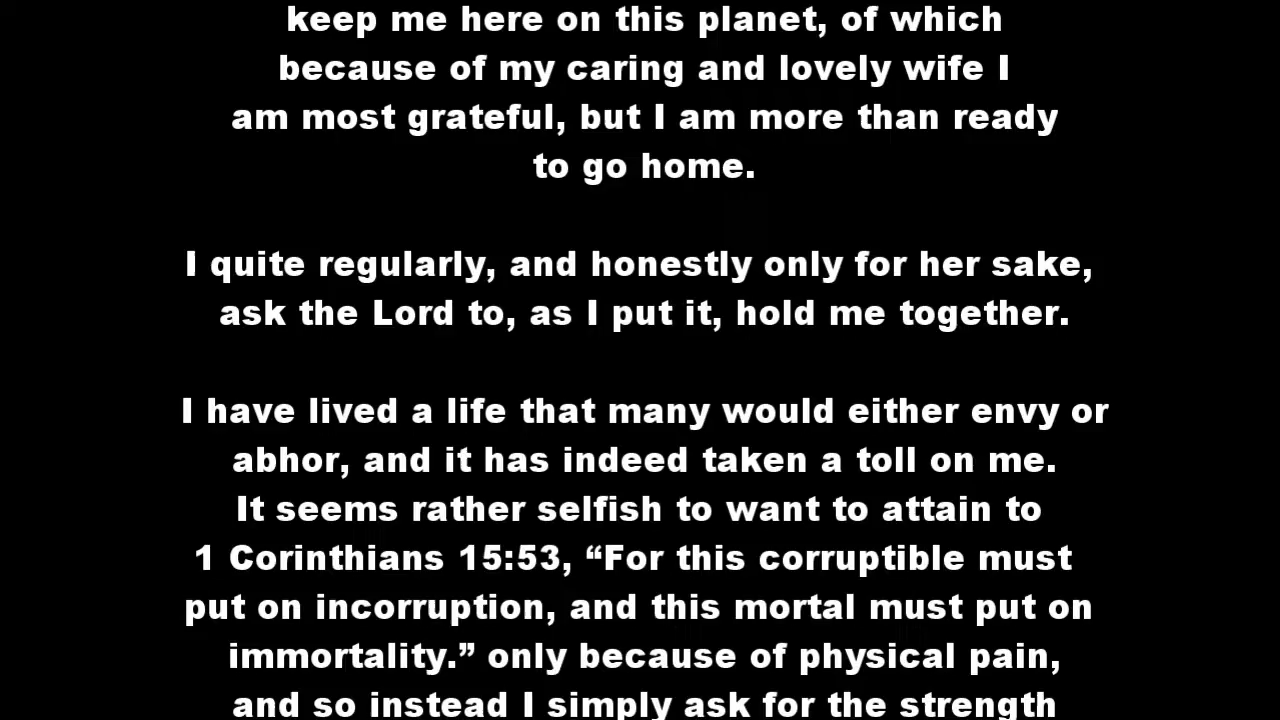 keep me here on this planet, of which
because of my caring and lovely wife I
am most grateful, but I am more than ready
to go home.
I quite regularly, and honestly only for her sake,
ask the Lord to, as I put it, hold me together.
I have lived a life that many would either envy or
abhor, and it has indeed taken a toll on me.
It seems rather selfish to want to attain to
1 Corinthians 15:53, “For this corruptible must
put on incorruption, and this mortal must put on
immortality.” only because of physical pain,
and so instead I simply ask for the strength